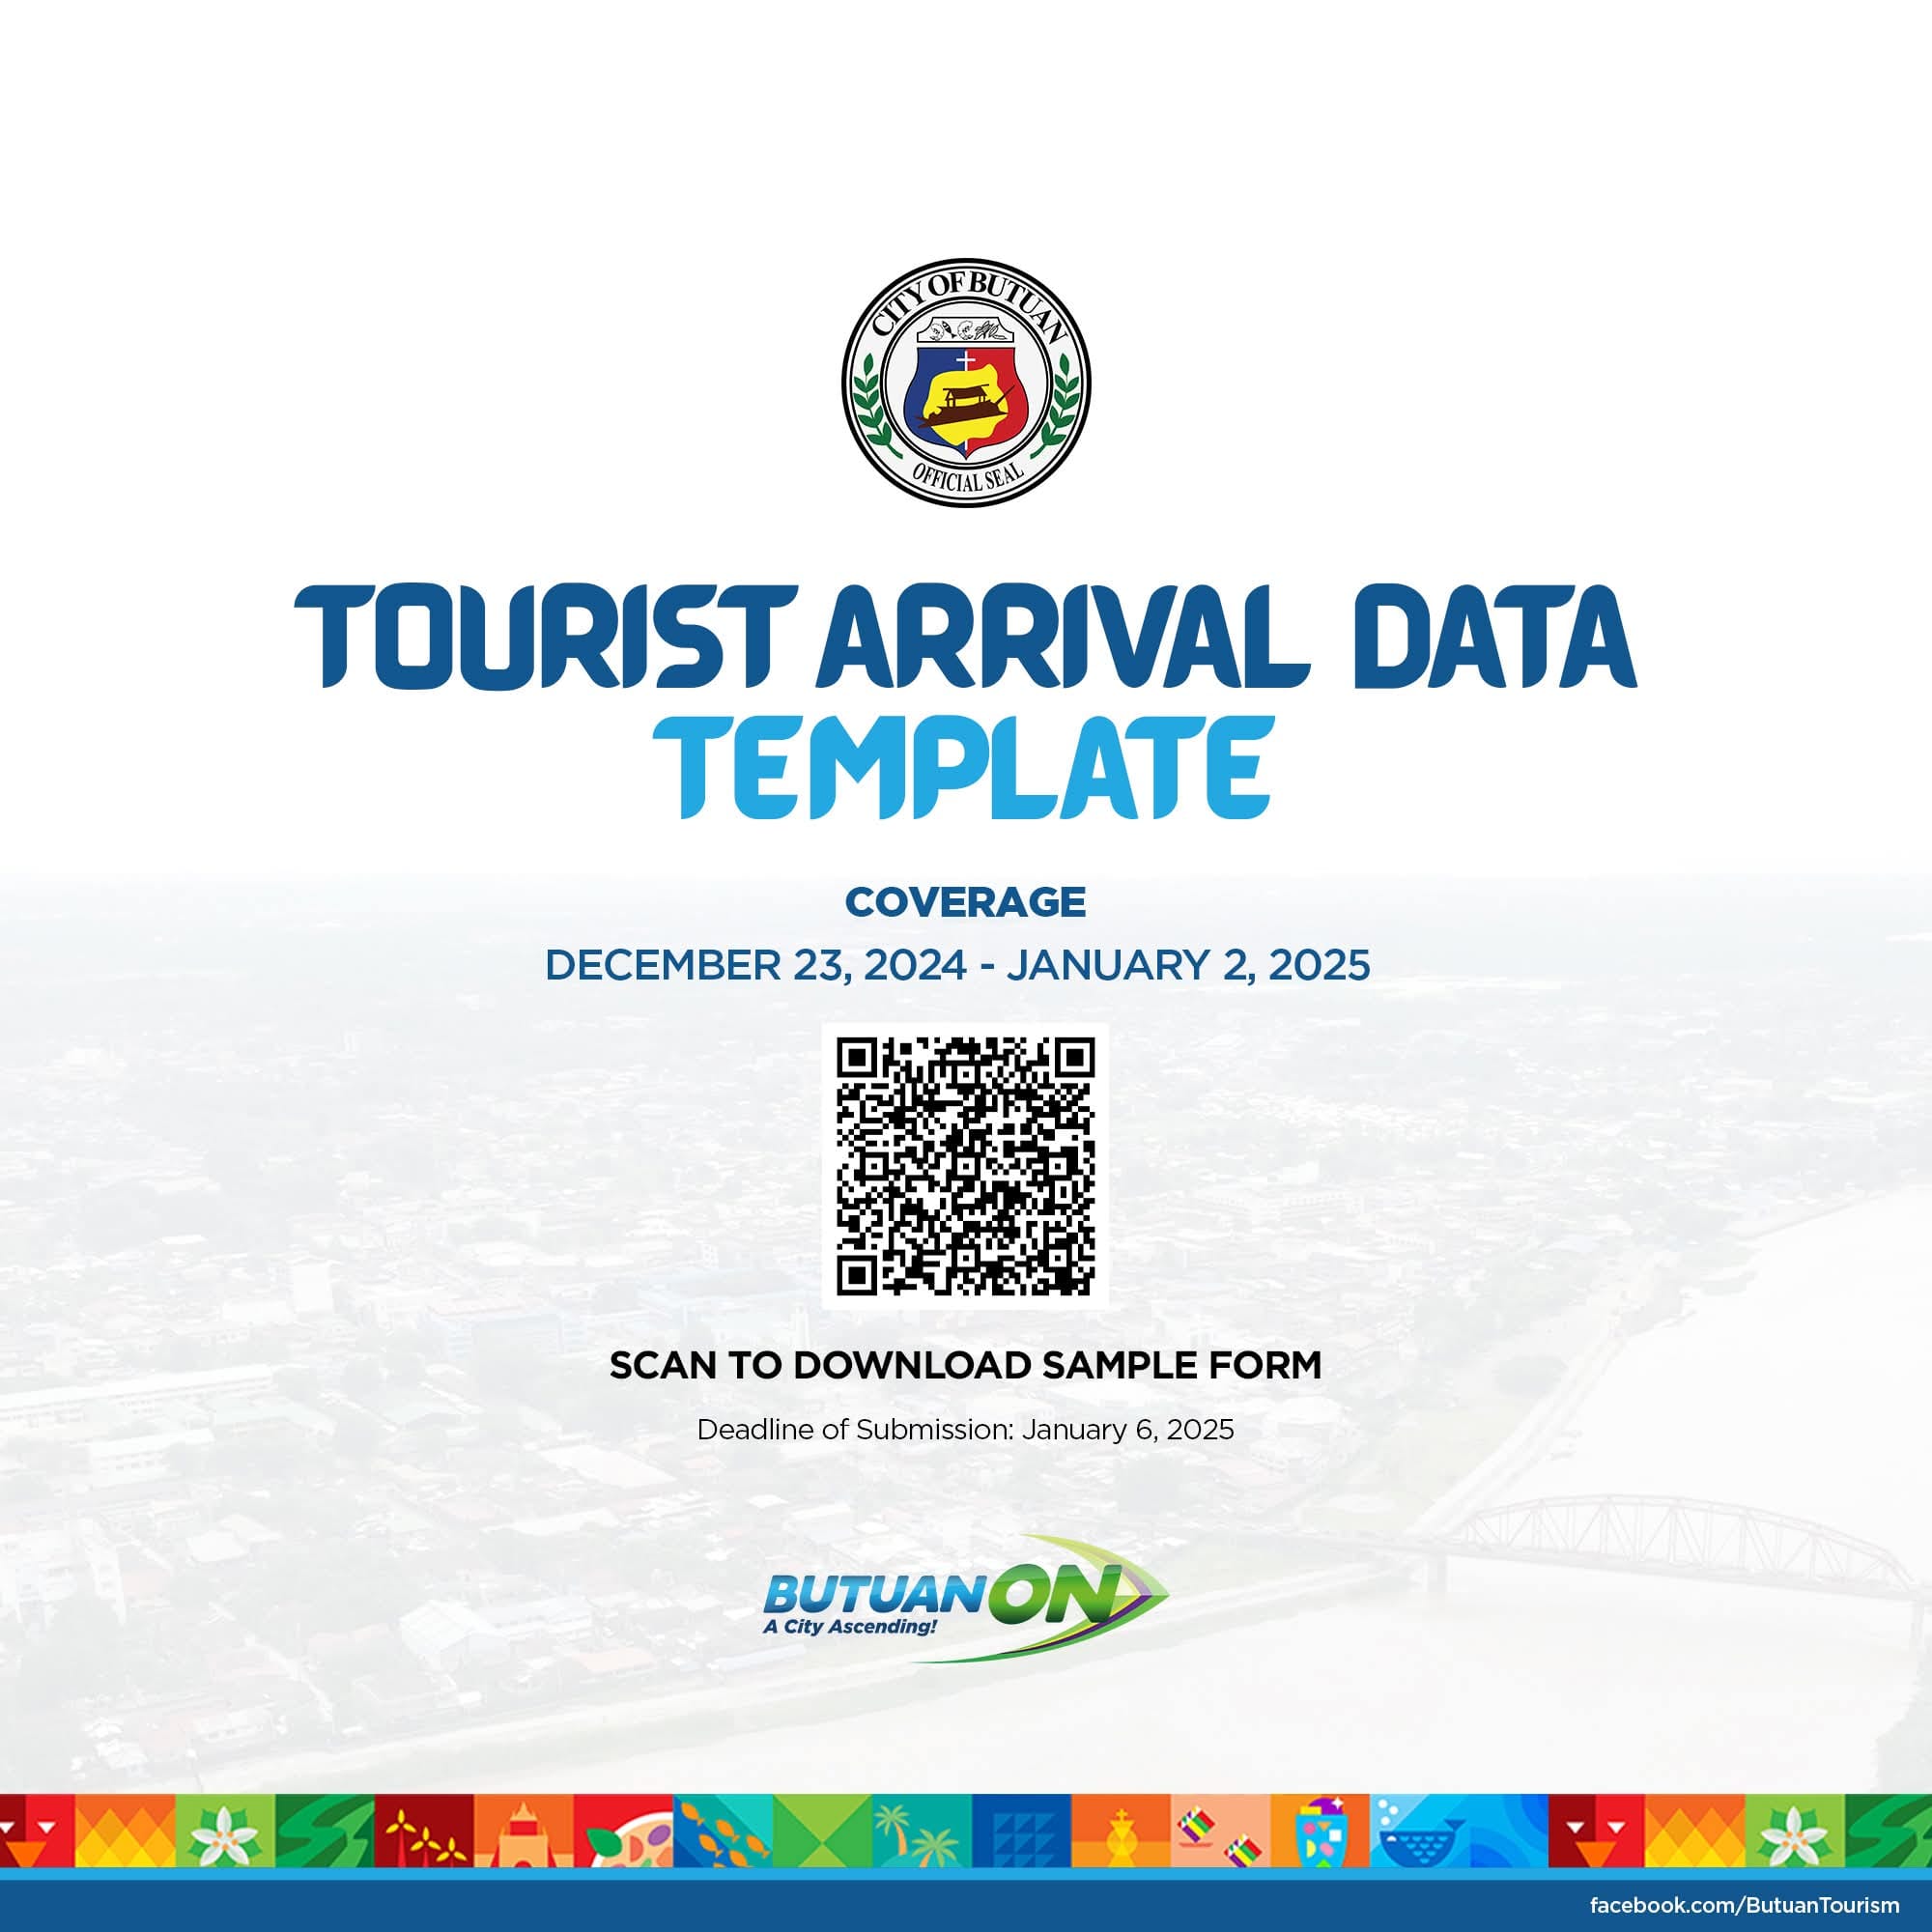 CITY OF BUTUAN
OFFICIAL SEAL
TOURIST ARRIVAL DATA
TEMPLATE
COVERAGE
DECEMBER 23, 2024 - JANUARY 2, 2025
SCAN TO DOWNLOAD SAMPLE FORM
Deadline of Submission: January 6, 2025
BUTUANON
A City Ascending!
facebook.com/ButuanTourism